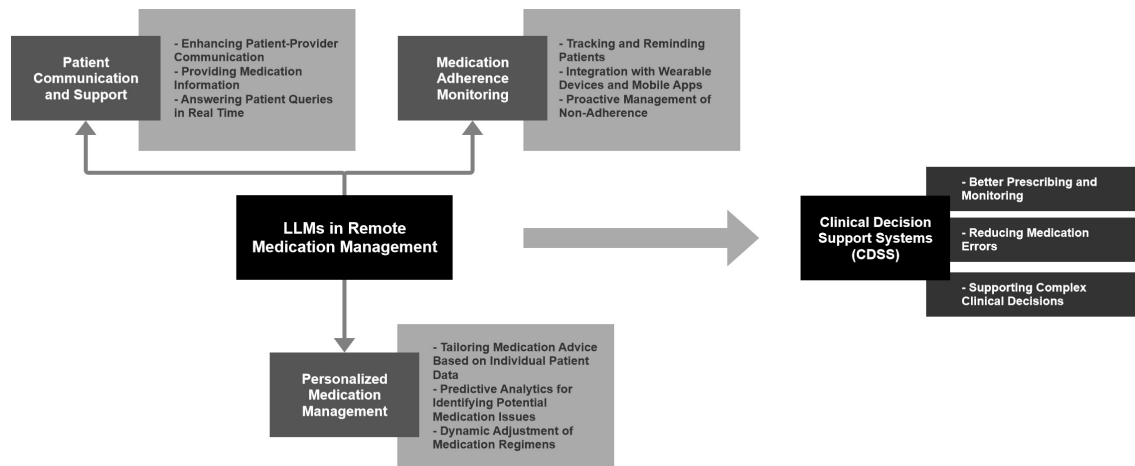 Patient
Communication
and Support
- Enhancing Patient-Provider
Communication
- Providing Medication
Information
- Answering Patient Queries
in Real Time
Medication
Adherence
Monitoring
- Tracking and Reminding
Patients
- Integration with Wearable
Devices and Mobile Apps
- Proactive Management of
Non-Adherence
LLMs in Remote
Medication Management
Clinical Decision
Support Systems
(CDSS)
- Better Prescribing and
Monitoring
- Reducing Medication
Errors
- Supporting Complex
Clinical Decisions
Personalized
Medication
Management
- Tailoring Medication Advice
Based on Individual Patient
Data
- Predictive Analytics for
Identifying Potential
Medication Issues
- Dynamic Adjustment of
Medication Regimens